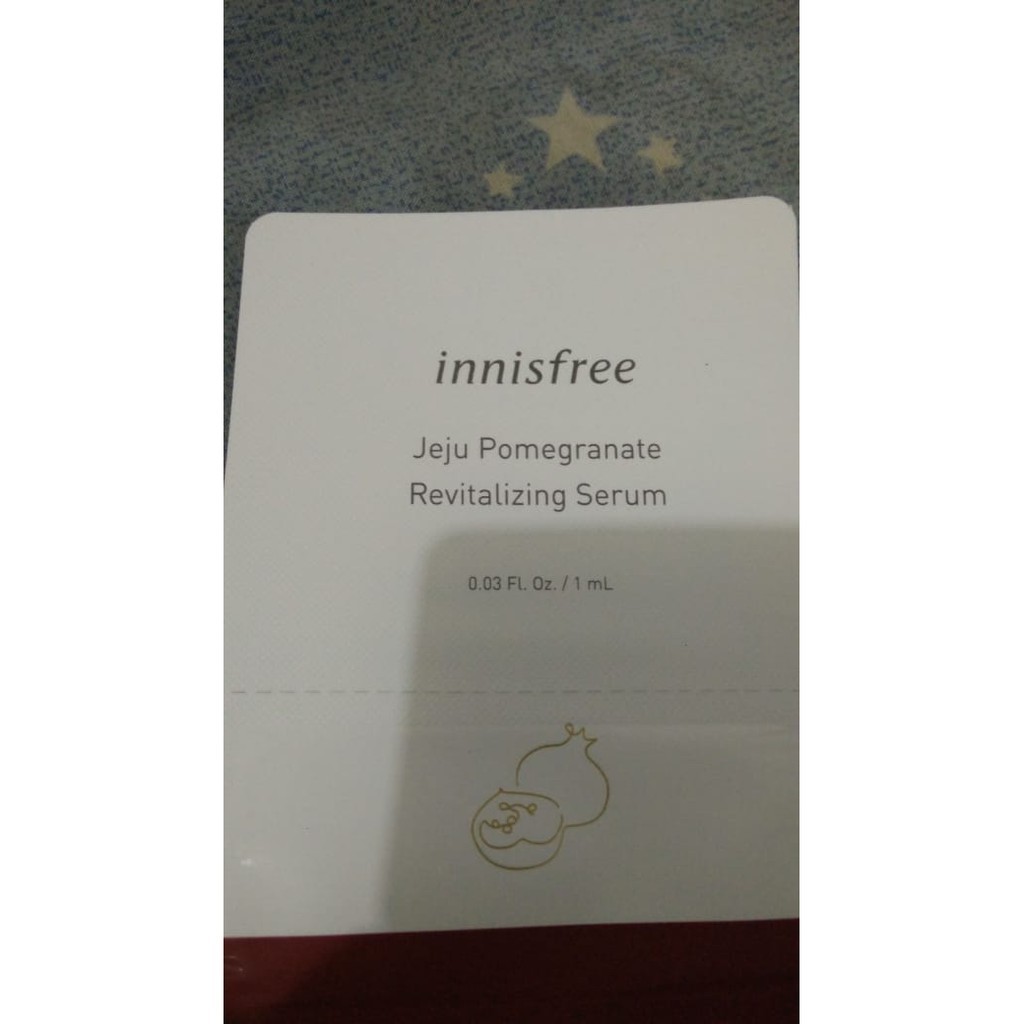 innisfree
Jeju Pomegranate
Revitalizing Serum
0.03 Fl. Oz. / 1 mL